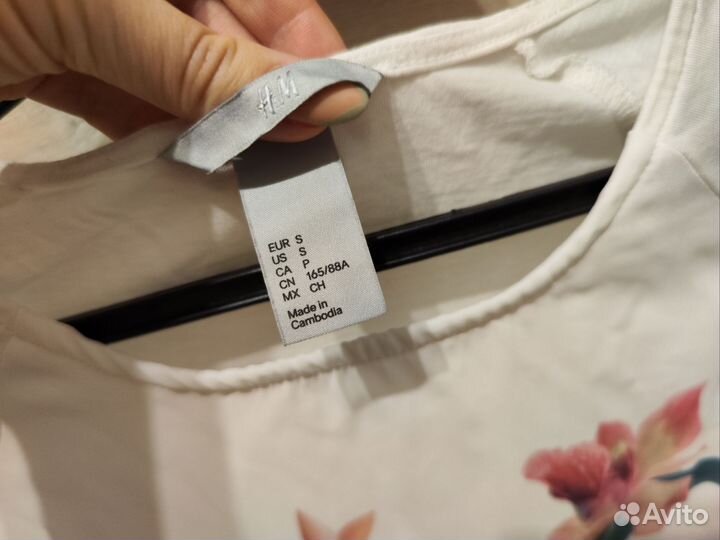 H&M
EUR S
US S
CA P
CN 165/88A
MX CH
Made in
Cambodia
Avito